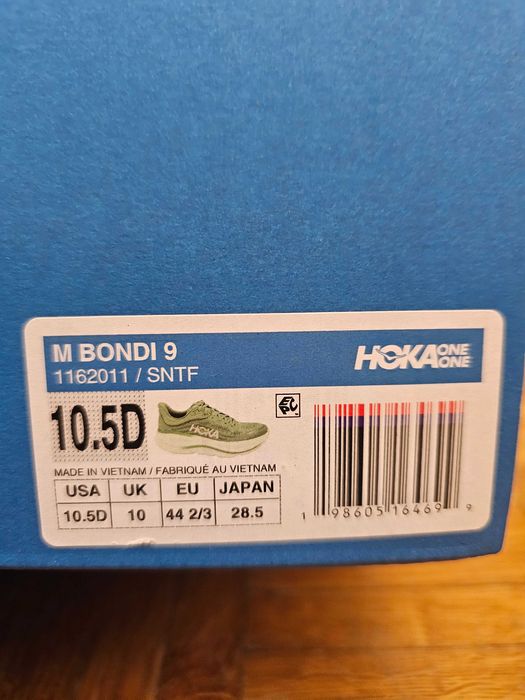 M BONDI 9
1162011 / SNTF
HOKA ONE ONE
10.5D
HOKA
MADE IN VIETNAM / FABRIQUÉ AU VIETNAM
USA UK EU JAPAN
10.5D 10 44 2/3 28.5
1 98605 16469 9